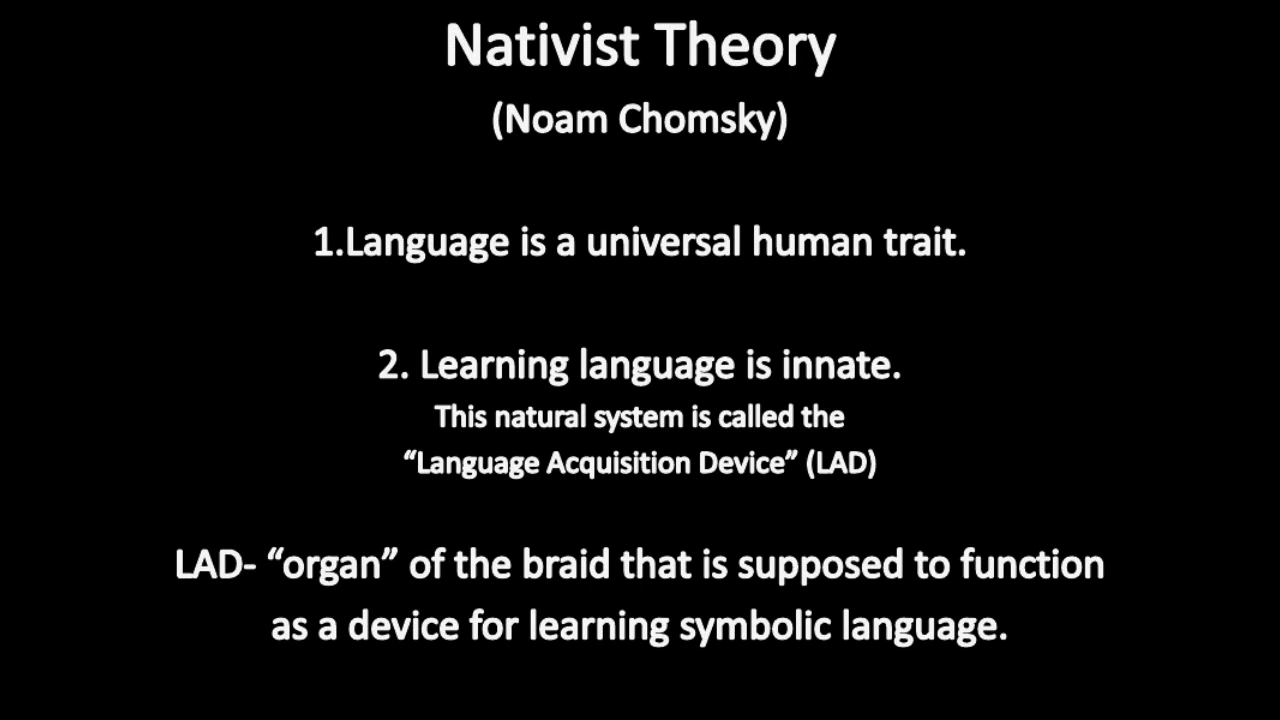 Nativist Theory
(Noam Chomsky)
1.Language is a universal human trait.
2. Learning language is innate.
This natural system is called the
“Language Acquisition Device” (LAD)
LAD- “organ” of the braid that is supposed to function
as a device for learning symbolic language.